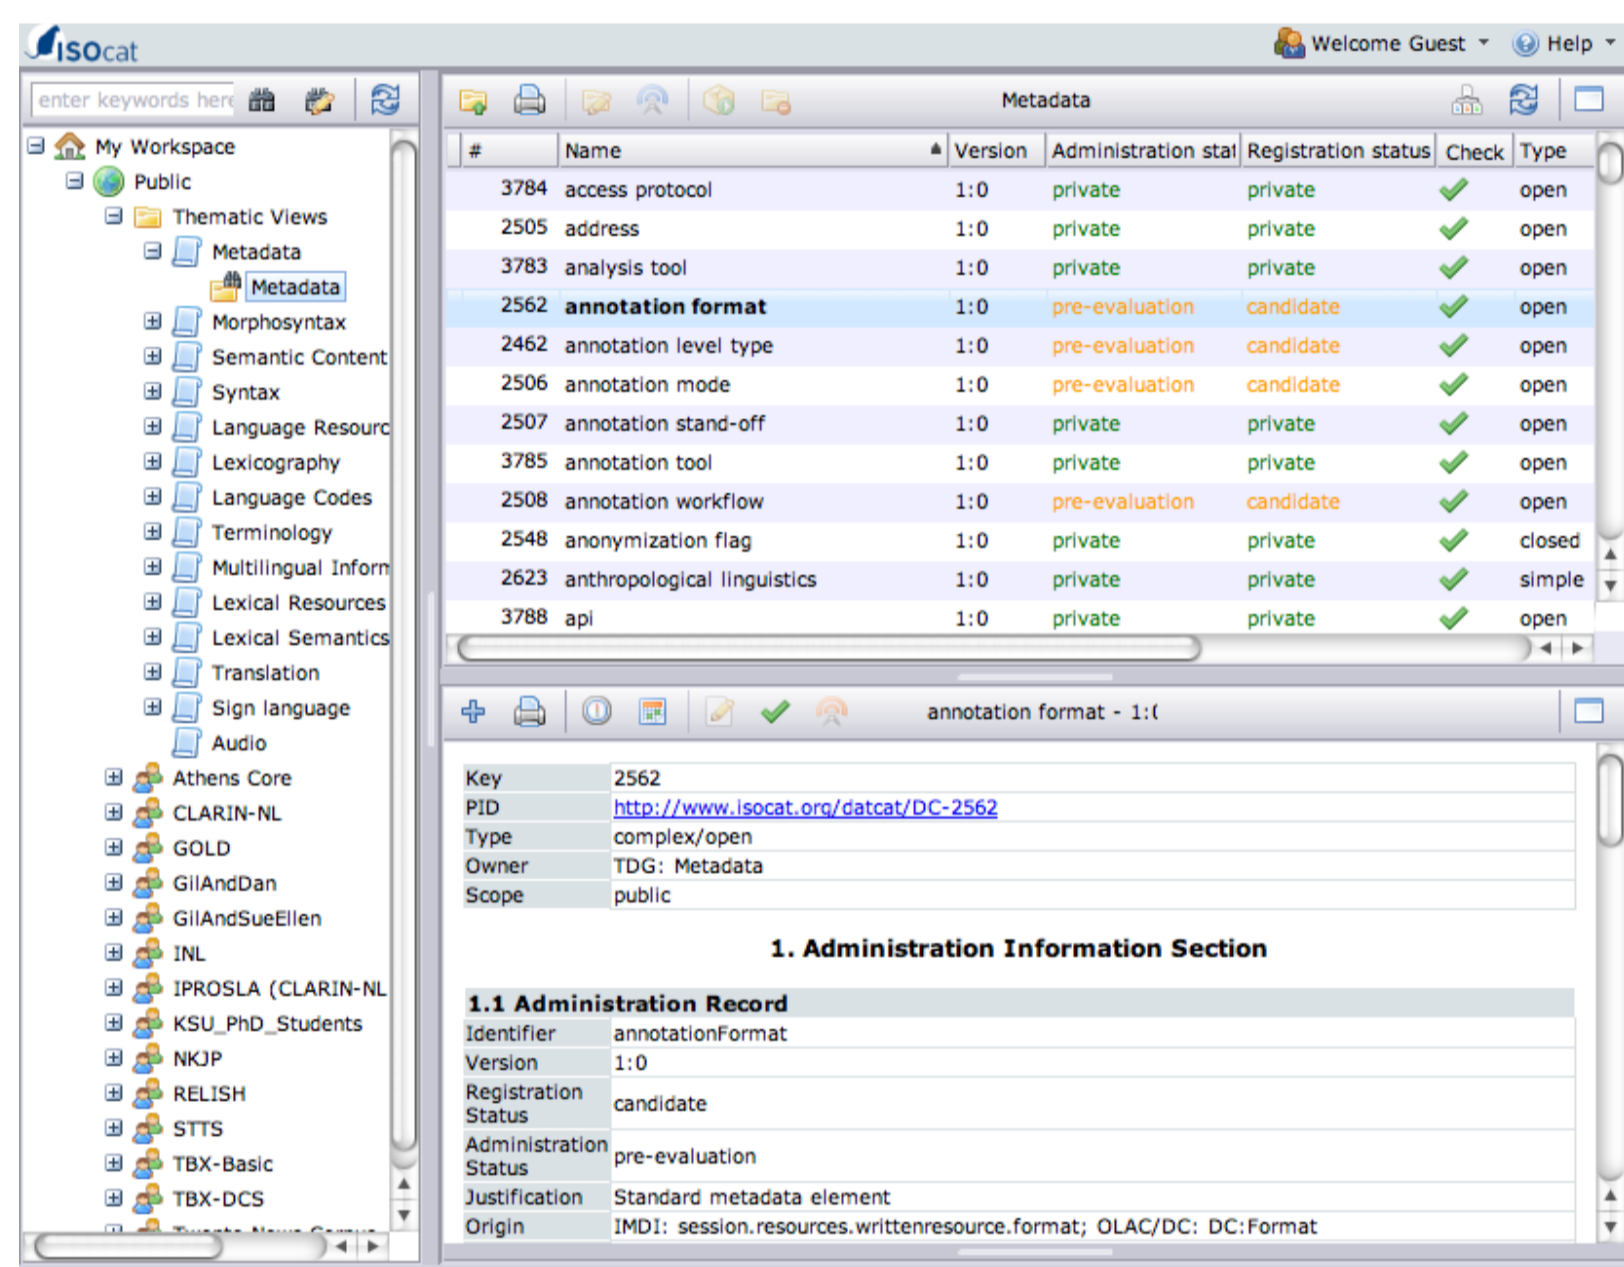 ISOcat
Welcome Guest
Help
enter keywords here
My Workspace
Public
Thematic Views
Metadata
Metadata
Morphosyntax
Semantic Content
Syntax
Language Resourc
Lexicography
Language Codes
Terminology
Multilingual Inform
Lexical Resources
Lexical Semantics
Translation
Sign language
Audio
Athens Core
CLARIN-NL
GOLD
GilAndDan
GilAndSueEllen
INL
IPROSLA (CLARIN-NL
KSU_PhD_Students
NKJP
RELISH
STTS
TBX-Basic
TBX-DCS
Metadata
# Name Version Administration stat Registration status Check Type
3784 access protocol 1:0 private private open
2505 address 1:0 private private open
3783 analysis tool 1:0 private private open
2562 annotation format 1:0 pre-evaluation candidate open
2462 annotation level type 1:0 pre-evaluation candidate open
2506 annotation mode 1:0 pre-evaluation candidate open
2507 annotation stand-off 1:0 private private open
3785 annotation tool 1:0 private private open
2508 annotation workflow 1:0 pre-evaluation candidate open
2548 anonymization flag 1:0 private private closed
2623 anthropological linguistics 1:0 private private simple
3788 api 1:0 private private open
annotation format - 1:(
Key 2562
PID http://www.isocat.org/datcat/DC-2562
Type complex/open
Owner TDG: Metadata
Scope public
1. Administration Information Section
1.1 Administration Record
Identifier annotationFormat
Version 1:0
Registration
Status candidate
Administration
Status pre-evaluation
Justification Standard metadata element
Origin IMDI: session.resources.writtenresource.format; OLAC/DC: DC:Format